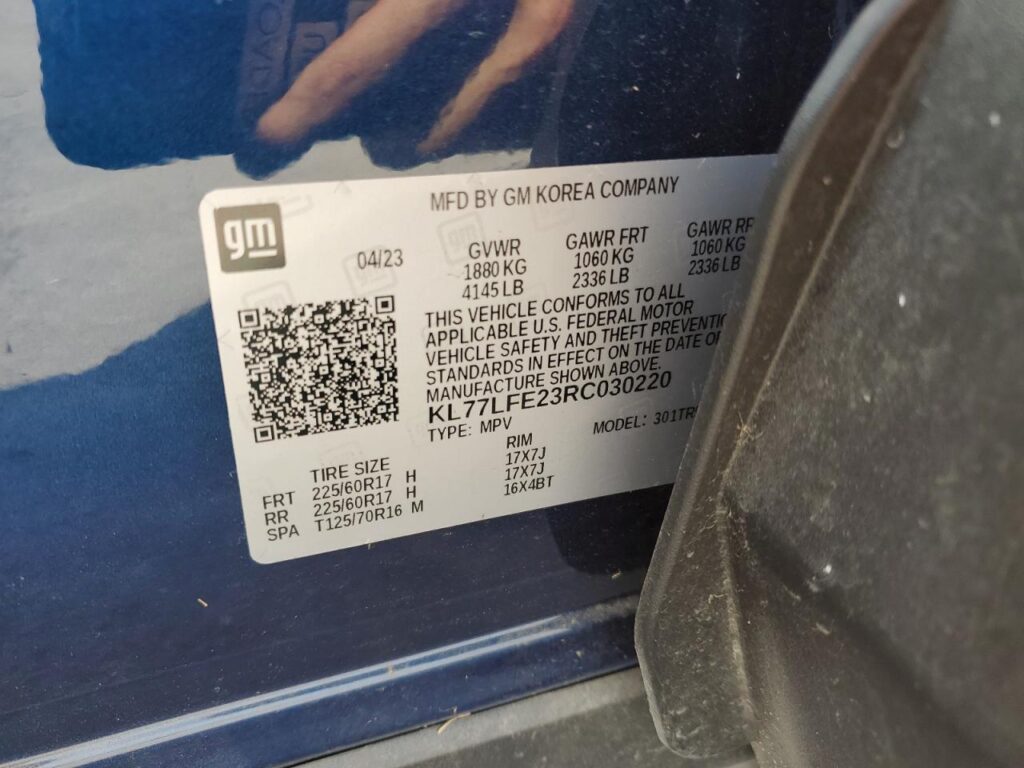 MFD BY GM KOREA COMPANY
gm
04/23
GVWR
1880 KG
4145 LB
GAWR FRT
1060 KG
2336 LB
GAWR RR
1060 KG
2336 LB
THIS VEHICLE CONFORMS TO ALL
APPLICABLE U.S. FEDERAL MOTOR
VEHICLE SAFETY AND THEFT PREVENTIO
STANDARDS IN EFFECT ON THE DATE OF
MANUFACTURE SHOWN ABOVE.
KL77LFE23RC030220
TYPE: MPV MODEL: 301TR
TIRE SIZE RIM
FRT 225/60R17 H 17X7J
RR 225/60R17 H 17X7J
SPA T125/70R16 M 16X4BT